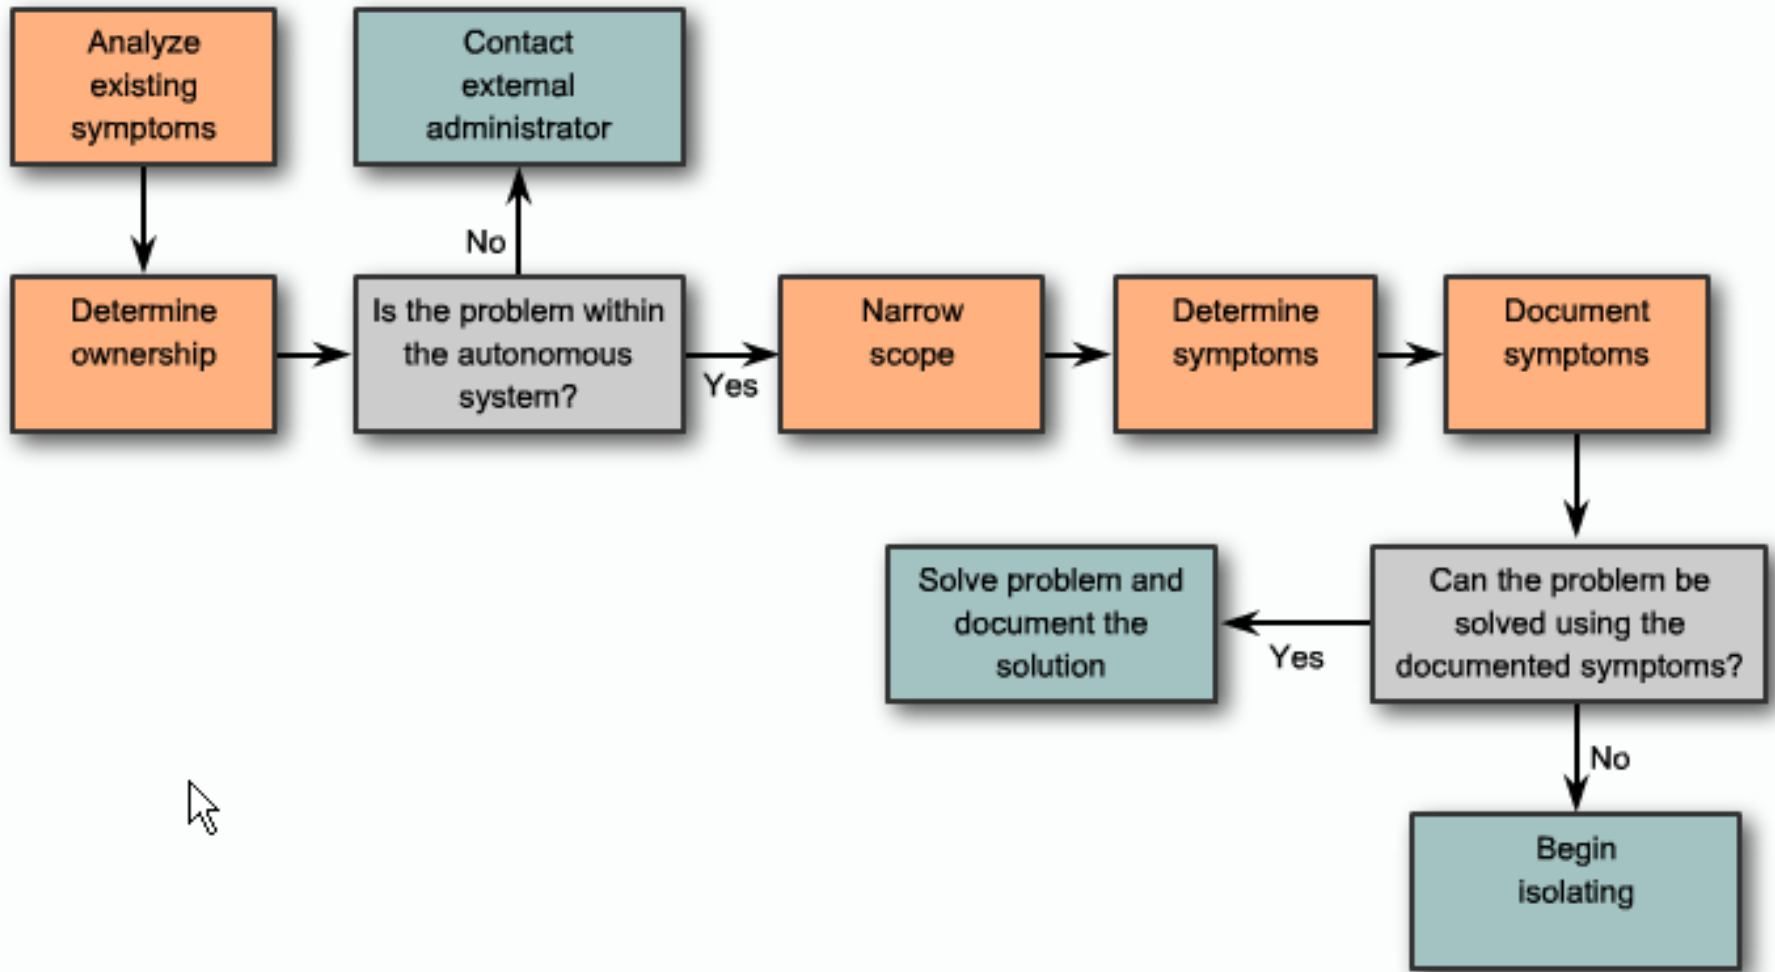 Analyze
existing
symptoms
Contact
external
administrator
No
Determine
ownership
Is the problem within
the autonomous
system?
Yes
Narrow
scope
Determine
symptoms
Document
symptoms
Solve problem and
document the
solution
Yes
Can the problem be
solved using the
documented symptoms?
No
Begin
isolating